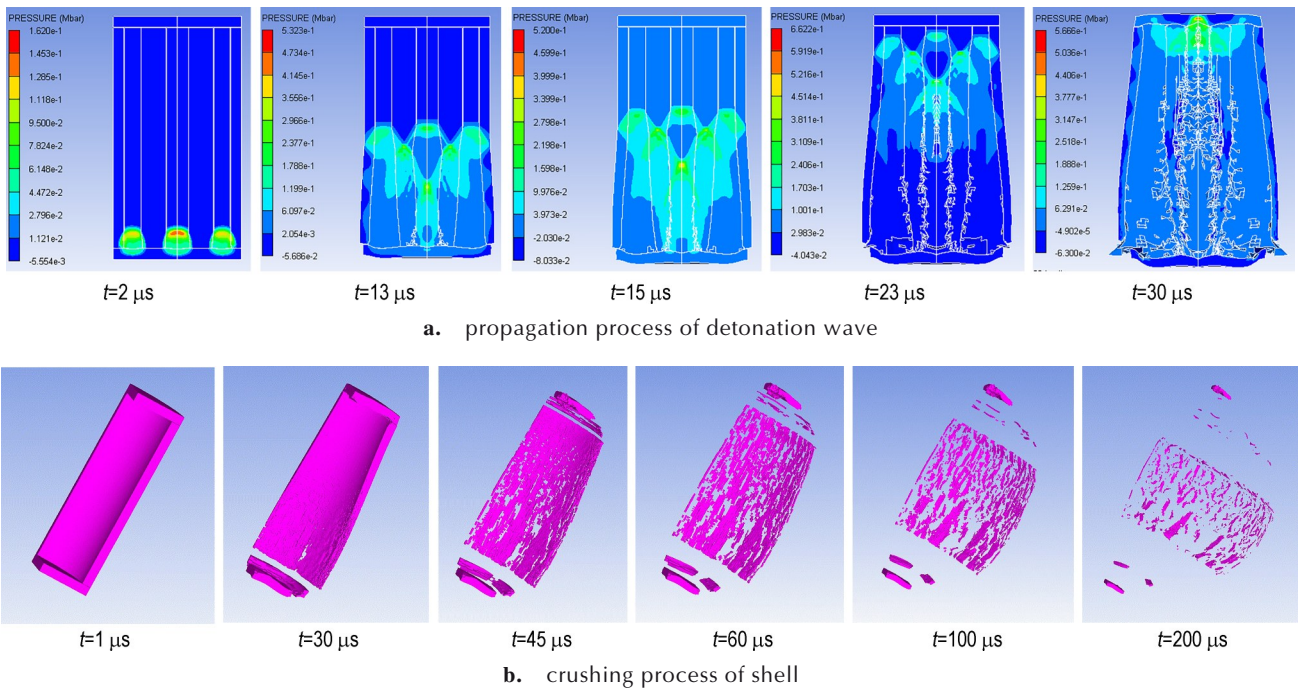 PRESSURE (Mbar)
1.620e-1
1.453e-1
1.285e-1
1.118e-1
9.500e-2
7.824e-2
6.148e-2
4.472e-2
2.796e-2
1.121e-2
-5.554e-3
PRESSURE (Mbar)
5.323e-1
4.734e-1
4.145e-1
3.556e-1
2.966e-1
2.377e-1
1.788e-1
1.199e-1
6.097e-2
2.054e-3
-5.686e-2
PRESSURE (Mbar)
5.200e-1
4.599e-1
3.999e-1
3.399e-1
2.798e-1
2.198e-1
1.598e-1
9.976e-2
3.973e-2
-2.030e-2
-8.033e-2
PRESSURE (Mbar)
6.622e-1
5.919e-1
5.216e-1
4.514e-1
3.811e-1
3.109e-1
2.406e-1
1.703e-1
1.001e-1
2.983e-2
-4.043e-2
PRESSURE (Mbar)
5.666e-1
5.036e-1
4.406e-1
3.777e-1
3.147e-1
2.518e-1
1.888e-1
1.259e-1
6.291e-2
-4.902e-5
-6.300e-2
t=2 μs
t=13 μs
t=15 μs
t=23 μs
t=30 μs
a. propagation process of detonation wave
t=1 μs
t=30 μs
t=45 μs
t=60 μs
t=100 μs
t=200 μs
b. crushing process of shell